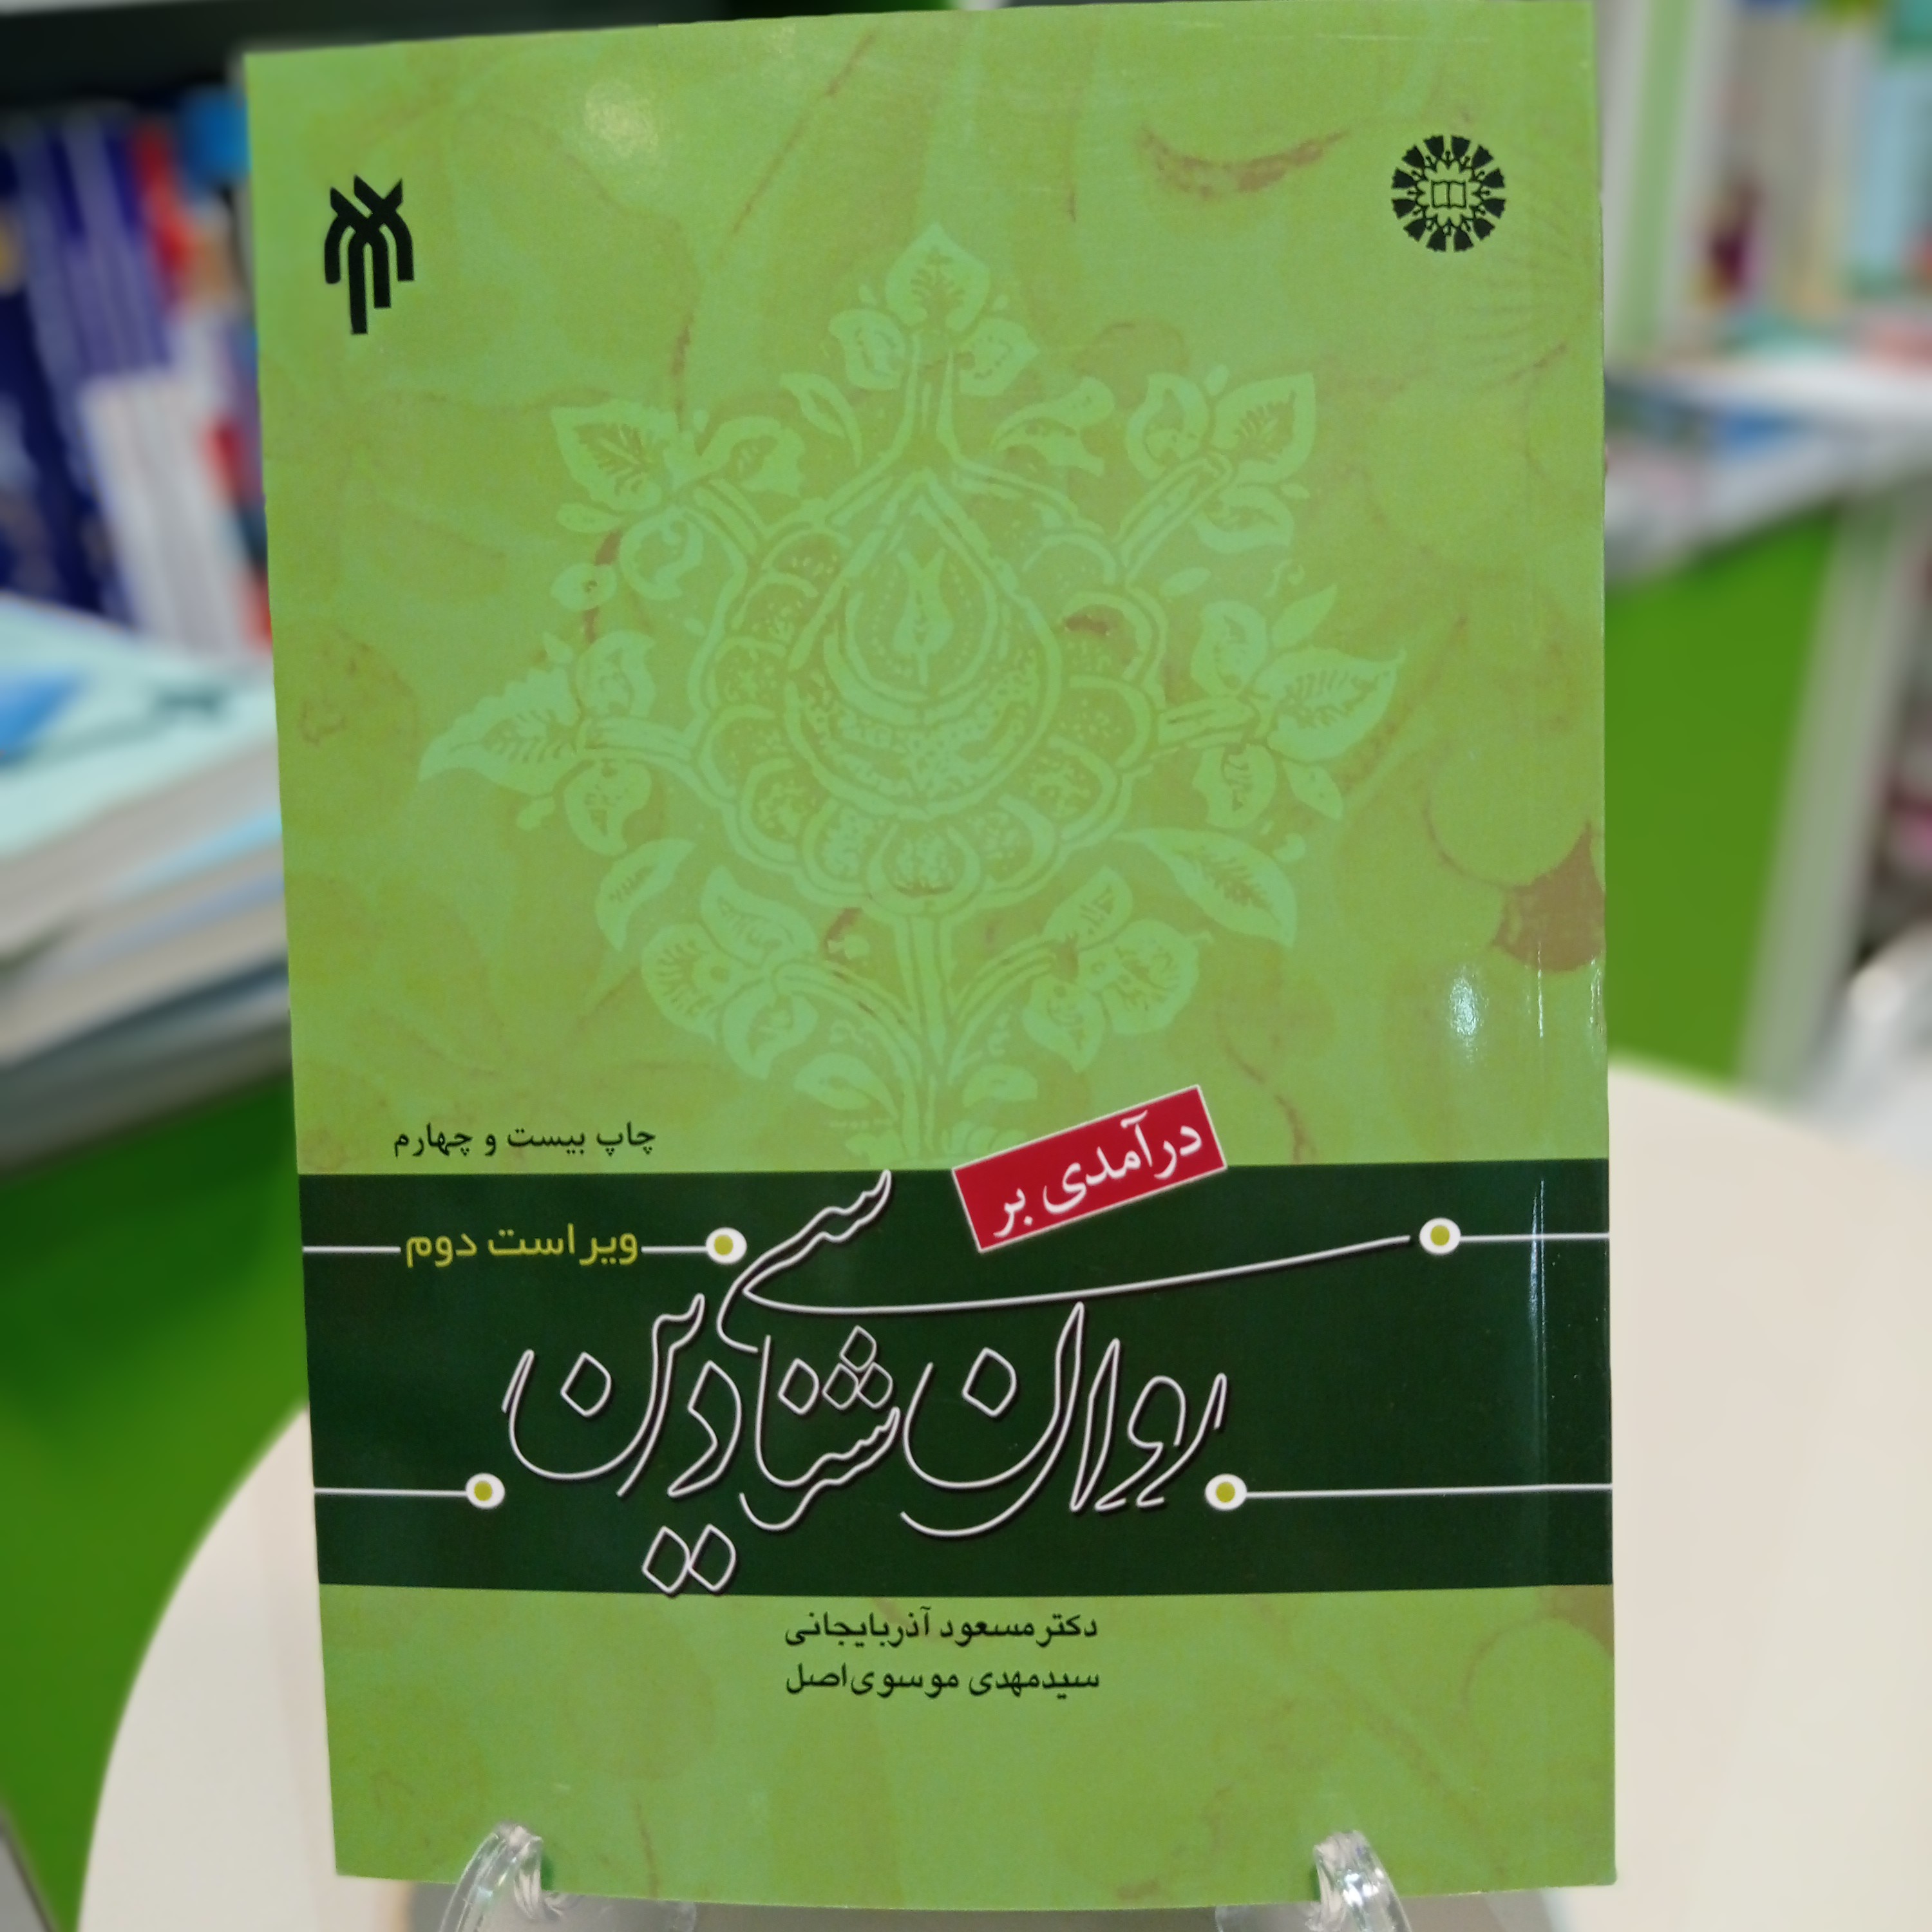 چاپ بیست و چهارم
درآمدی بر
ویراست دوم
روان شناسی دین
دکتر مسعود آذربایجانی
سیدمهدی موسوی‌اصل